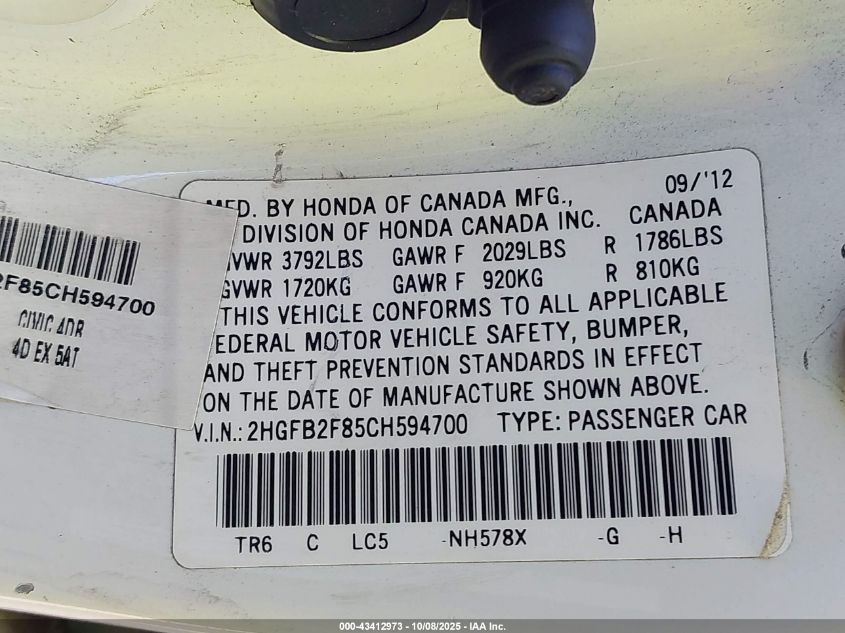 2F85CH594700
CIVIC 4DR
4D EX 5AT
MFD. BY HONDA OF CANADA MFG., 09/'12
DIVISION OF HONDA CANADA INC. CANADA
GVWR 3792LBS GAWR F 2029LBS R 1786LBS
GVWR 1720KG GAWR F 920KG R 810KG
THIS VEHICLE CONFORMS TO ALL APPLICABLE
FEDERAL MOTOR VEHICLE SAFETY, BUMPER,
AND THEFT PREVENTION STANDARDS IN EFFECT
ON THE DATE OF MANUFACTURE SHOWN ABOVE.
V.I.N.: 2HGFB2F85CH594700 TYPE: PASSENGER CAR
TR6 C LC5 -NH578X -G -H
000-43412973 - 10/08/2025 - IAA Inc.